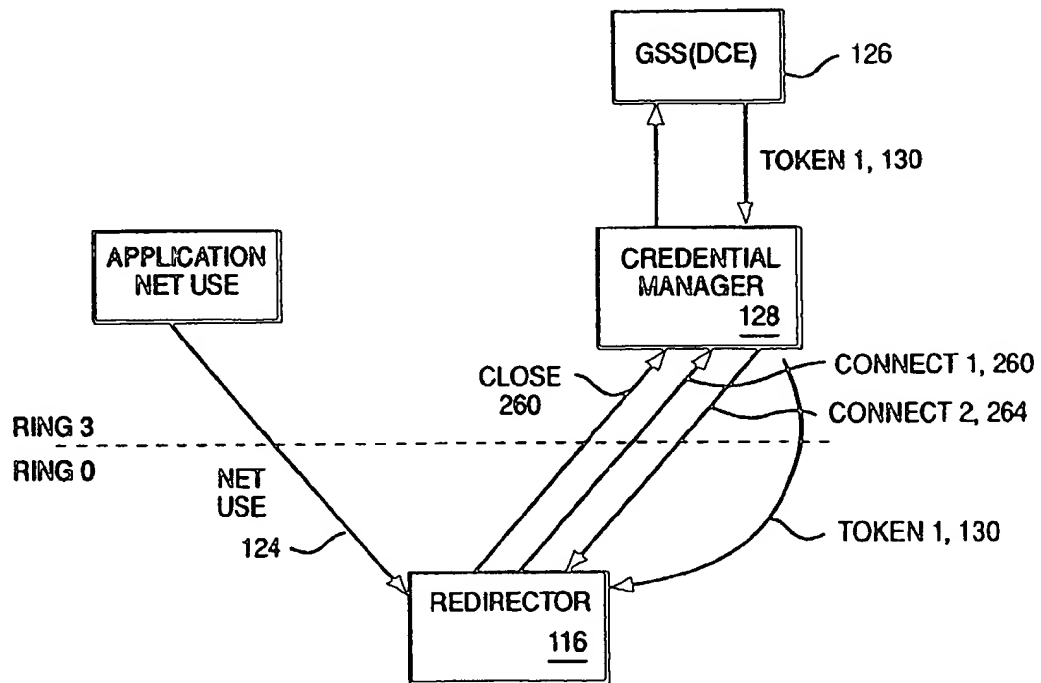 GSS(DCE)
126
TOKEN 1, 130
APPLICATION
NET USE
CREDENTIAL
MANAGER
128
CLOSE
260
CONNECT 1, 260
CONNECT 2, 264
RING 3
RING 0
NET
USE
124
TOKEN 1, 130
REDIRECTOR
116